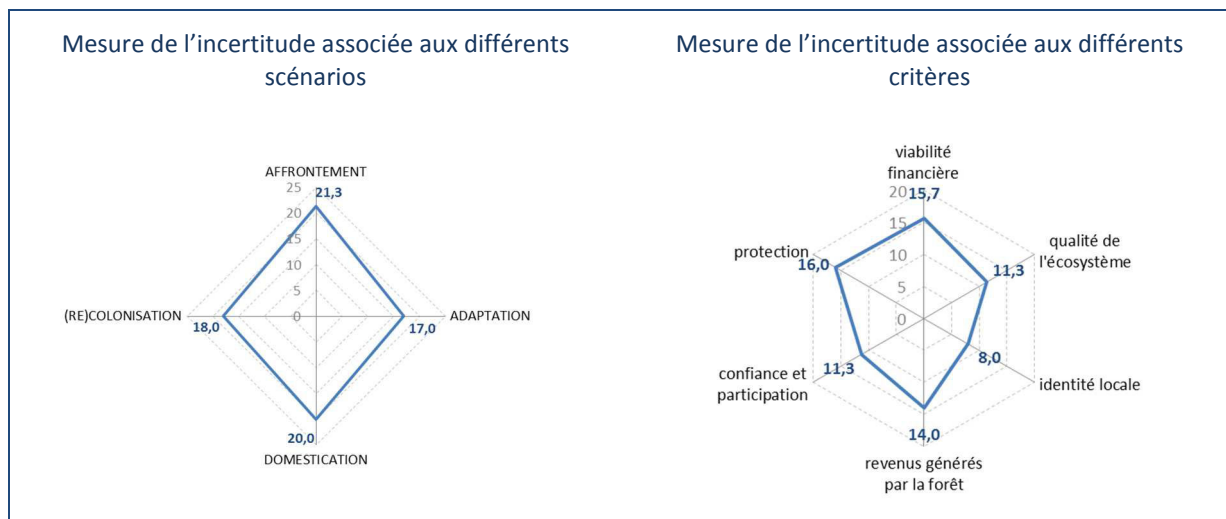 Mesure de l'incertitude associée aux différents
scénarios
AFFRONTEMENT
25
21,3
20
15
10
5
0
(RE)COLONISATION
18,0
ADAPTATION
17,0
20,0
DOMESTICATION
Mesure de l'incertitude associée aux différents
critères
viabilité
financière
20
15,7
15
10
5
0
qualité de
l'écosystème
11,3
protection
16,0
8,0
identité locale
confiance et
participation
11,3
14,0
revenus générés
par la forêt